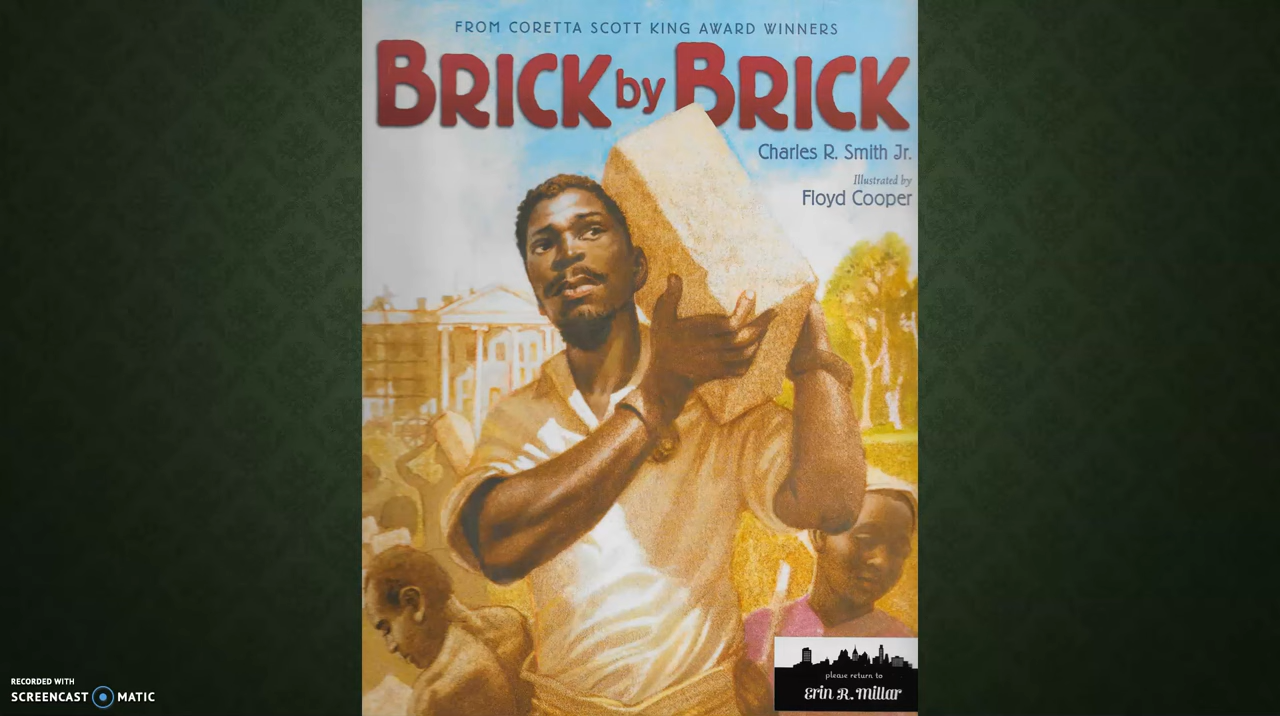 FROM CORETTA SCOTT KING AWARD WINNERS
BRICK by BRICK
Charles R. Smith Jr.
Illustrated by
Floyd Cooper
please return to
Erin R. Millar
RECORDED WITH
SCREENCAST MATIC